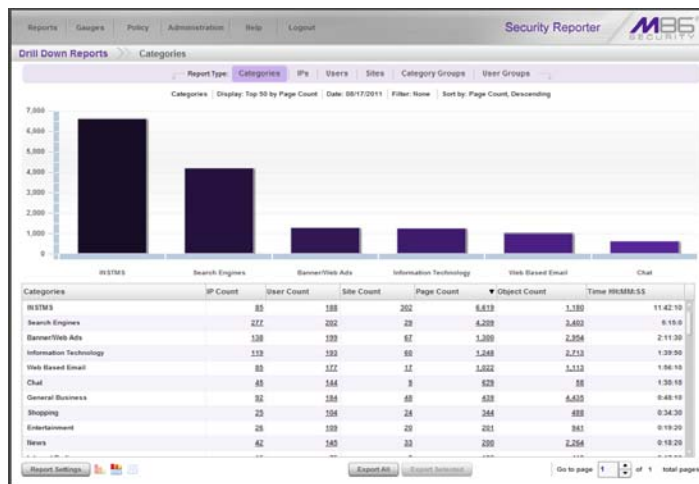 Reports Gauges Policy Administration Help Logout Security Reporter M86 SECURITY
Drill Down Reports Categories
Report Type: Categories IPs Users Sites Category Groups User Groups
Categories Display: Top 50 by Page Count Date: 08/17/2011 Filter: None Sort by: Page Count, Descending
7,000
6,000
5,000
4,000
3,000
2,000
1,000
0
INSTMS Search Engines Banner/Web Ads Information Technology Web Based Email Chat
Categories IP Count User Count Site Count Page Count Object Count Time HH:MM:SS
INSTMS 85 188 302 6,619 1,180 11:42:10
Search Engines 277 202 29 4,209 3,403 6:15:0
Banner/Web Ads 138 199 67 1,300 2,954 2:11:30
Information Technology 119 193 60 1,248 2,713 1:39:50
Web Based Email 89 177 17 1,022 1,113 1:56:10
Chat 45 144 9 629 58 1:30:10
General Business 92 184 48 439 4,435 0:48:10
Shopping 25 104 24 344 488 0:34:30
Entertainment 26 109 20 201 941 0:19:20
News 42 145 33 200 2,264 0:18:20
Report Settings Export All Export Selected Go to page 1 of 1 total pages